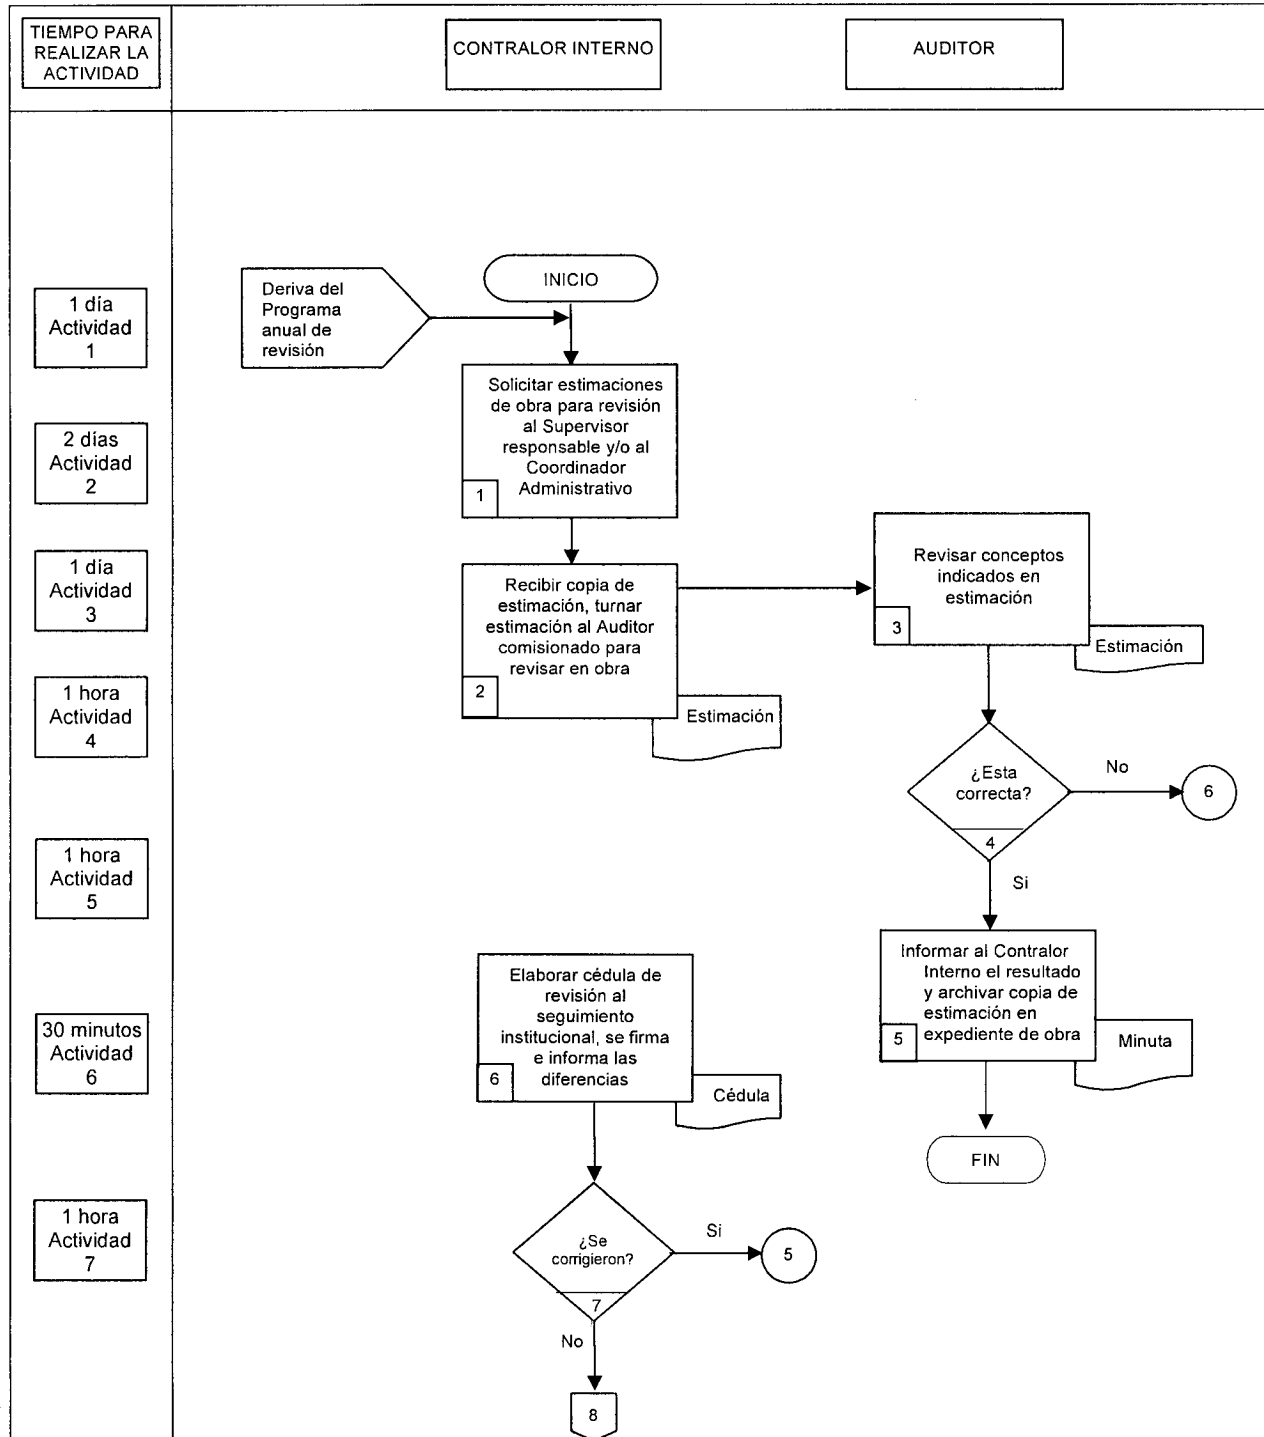 TIEMPO PARA
REALIZAR LA
ACTIVIDAD
CONTRALOR INTERNO
AUDITOR
1 día
Actividad
1
Deriva del
Programa
anual de
revisión
INICIO
Solicitar estimaciones
de obra para revisión
al Supervisor
responsable y/o al
Coordinador
Administrativo
1
2 días
Actividad
2
1 día
Actividad
3
Recibir copia de
estimación, turnar
estimación al Auditor
comisionado para
revisar en obra
2
Estimación
Revisar conceptos
indicados en
estimación
3
Estimación
1 hora
Actividad
4
¿Esta
correcta?
4
No
6
Si
1 hora
Actividad
5
Informar al Contralor
Interno el resultado
y archivar copia de
estimación en
expediente de obra
5
Minuta
FIN
30 minutos
Actividad
6
Elaborar cédula de
revisión al
seguimiento
institucional, se firma
e informa las
diferencias
6
Cédula
1 hora
Actividad
7
¿Se
corrigieron?
7
Si
5
No
8